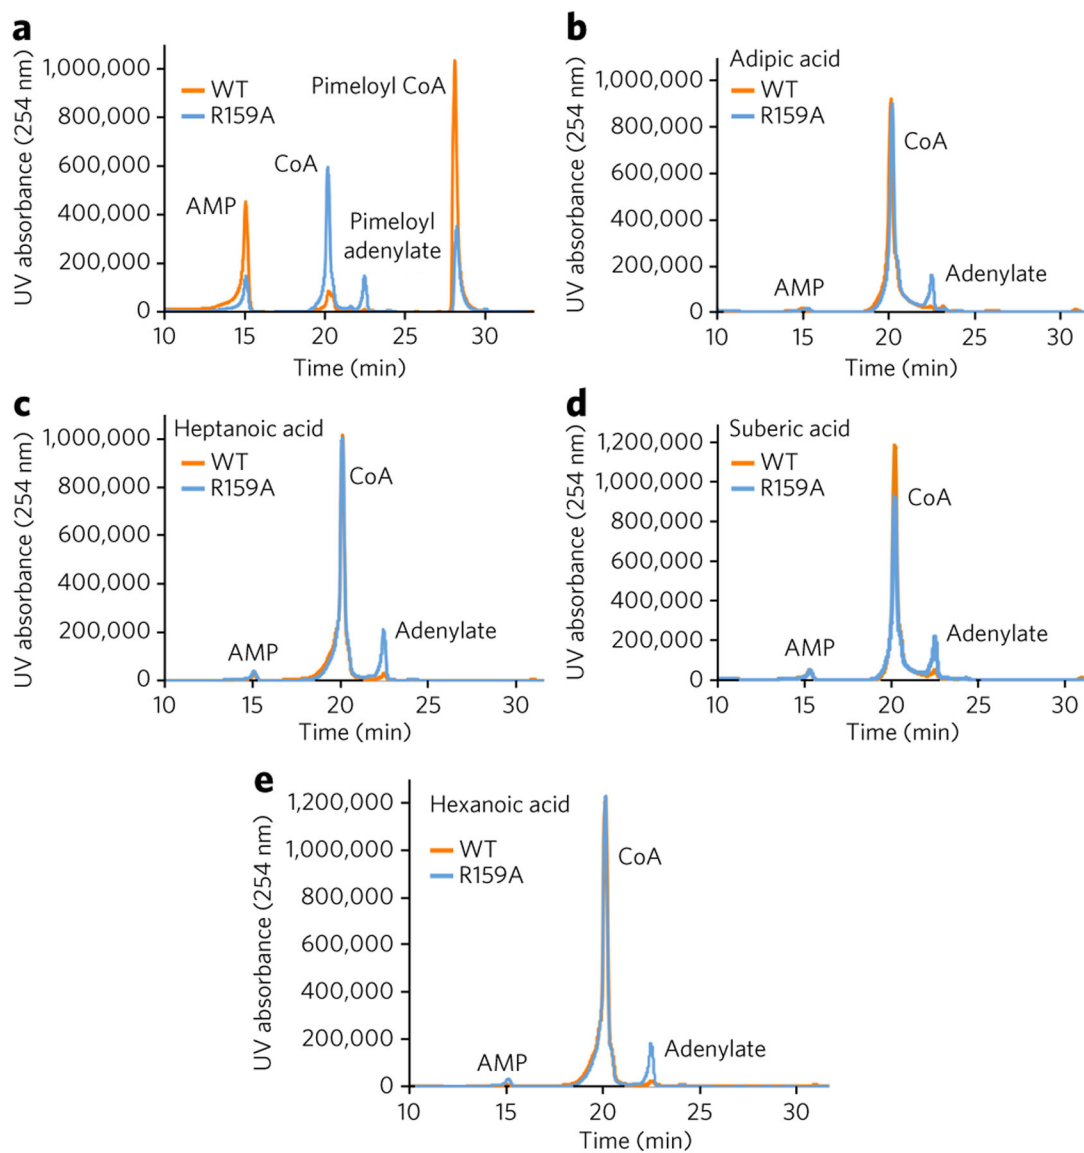 a
UV absorbance (254 nm)
1,000,000
800,000
600,000
400,000
200,000
0
WT
R159A
AMP
CoA
Pimeloyl
adenylate
Pimeloyl CoA
10 15 20 25 30
Time (min)
b
UV absorbance (254 nm)
1,000,000
800,000
600,000
400,000
200,000
0
Adipic acid
WT
R159A
CoA
AMP
Adenylate
10 15 20 25 30
Time (min)
c
UV absorbance (254 nm)
1,000,000
800,000
600,000
400,000
200,000
0
Heptanoic acid
WT
R159A
CoA
AMP
Adenylate
10 15 20 25 30
Time (min)
d
UV absorbance (254 nm)
1,200,000
1,000,000
800,000
600,000
400,000
200,000
0
Suberic acid
WT
R159A
CoA
AMP
Adenylate
10 15 20 25 30
Time (min)
e
UV absorbance (254 nm)
1,200,000
1,000,000
800,000
600,000
400,000
200,000
0
Hexanoic acid
WT
R159A
CoA
AMP
Adenylate
10 15 20 25 30
Time (min)